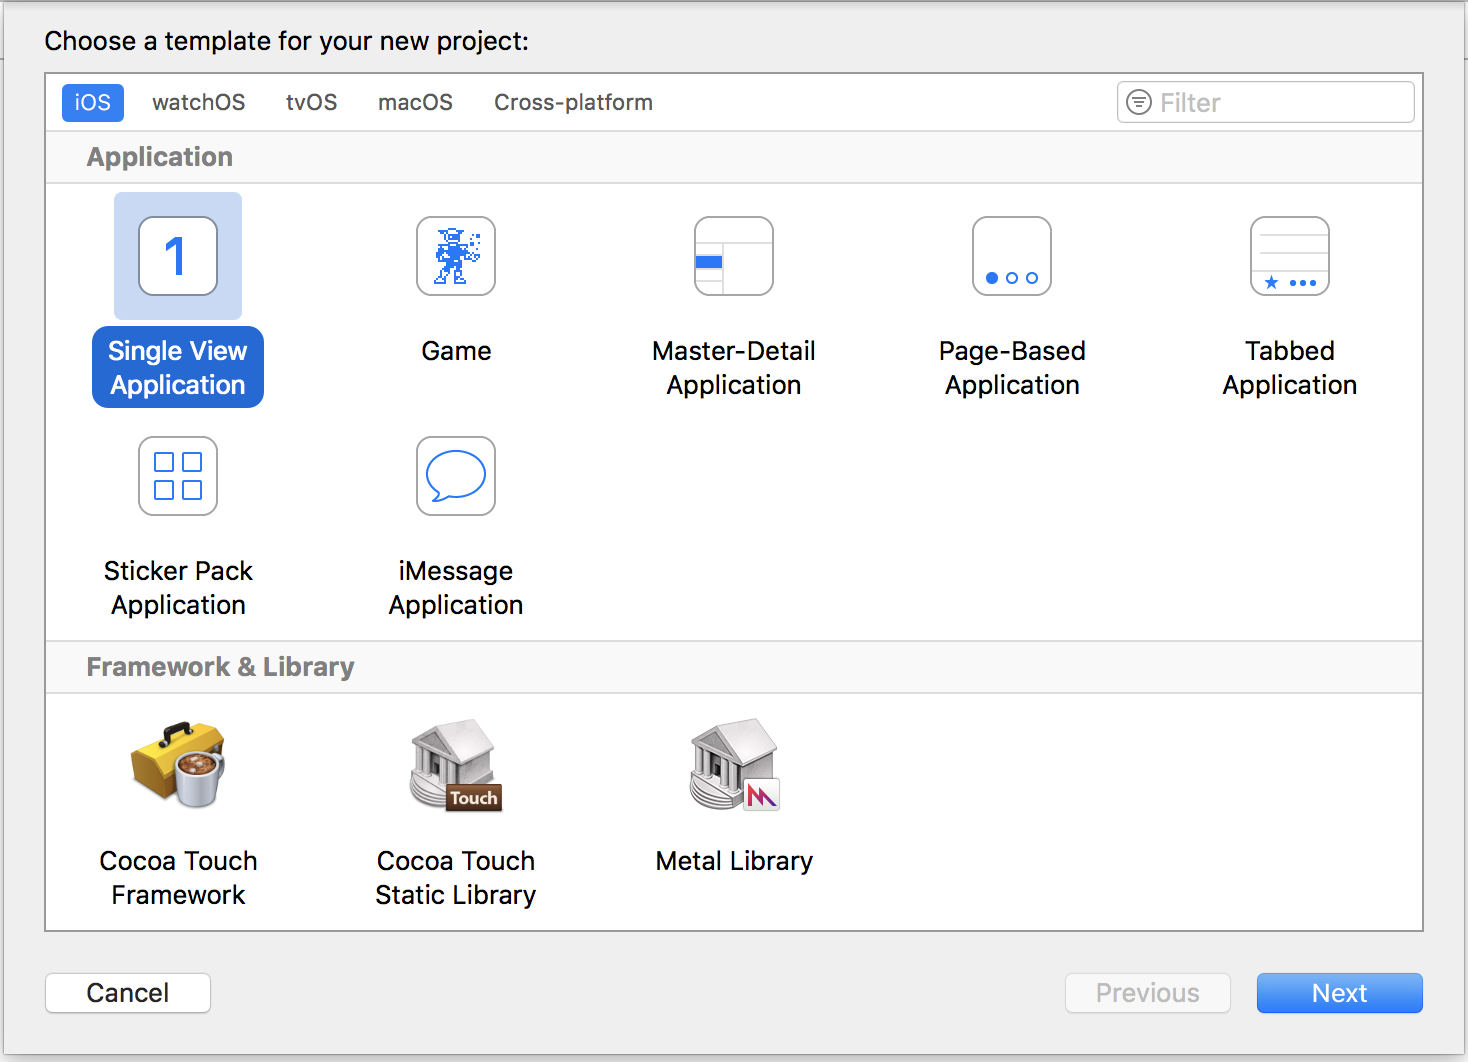 Choose a template for your new project:
iOS watchOS tvOS macOS Cross-platform Filter
Application
1
Single View
Application
Game
Master-Detail
Application
Page-Based
Application
Tabbed
Application
Sticker Pack
Application
iMessage
Application
Framework & Library
Touch
Cocoa Touch
Framework
Cocoa Touch
Static Library
Metal Library
Cancel Previous Next